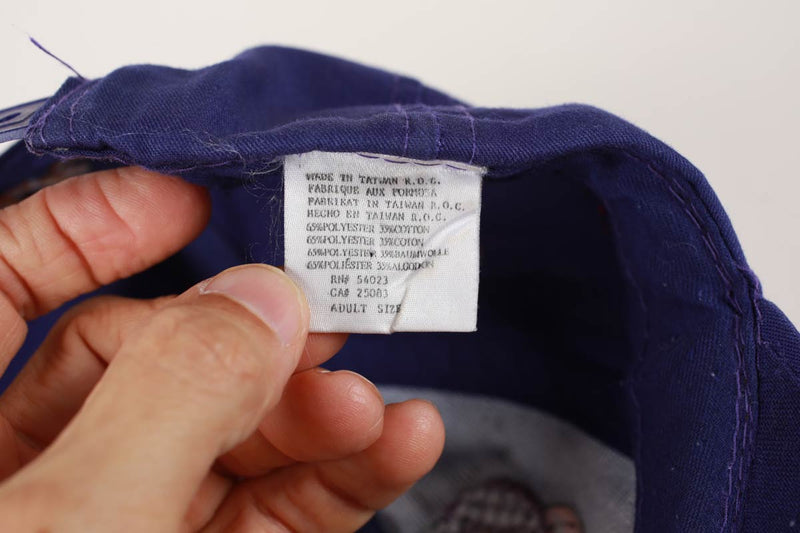 MADE IN TAIWAN R.O.C.
FABRIQUE AUX FORMOSA
FABRIKAT IN TAIWAN R.O.C.
HECHO EN TAIWAN R.O.C.
65%POLYESTER 35%COTTON
65%POLYESTER 35%COTON
65%POLYESTER 35%BAUMWOLLE
65%POLIÉSTER 35%ALGODON
RN# 54023
CA# 25083
ADULT SIZE